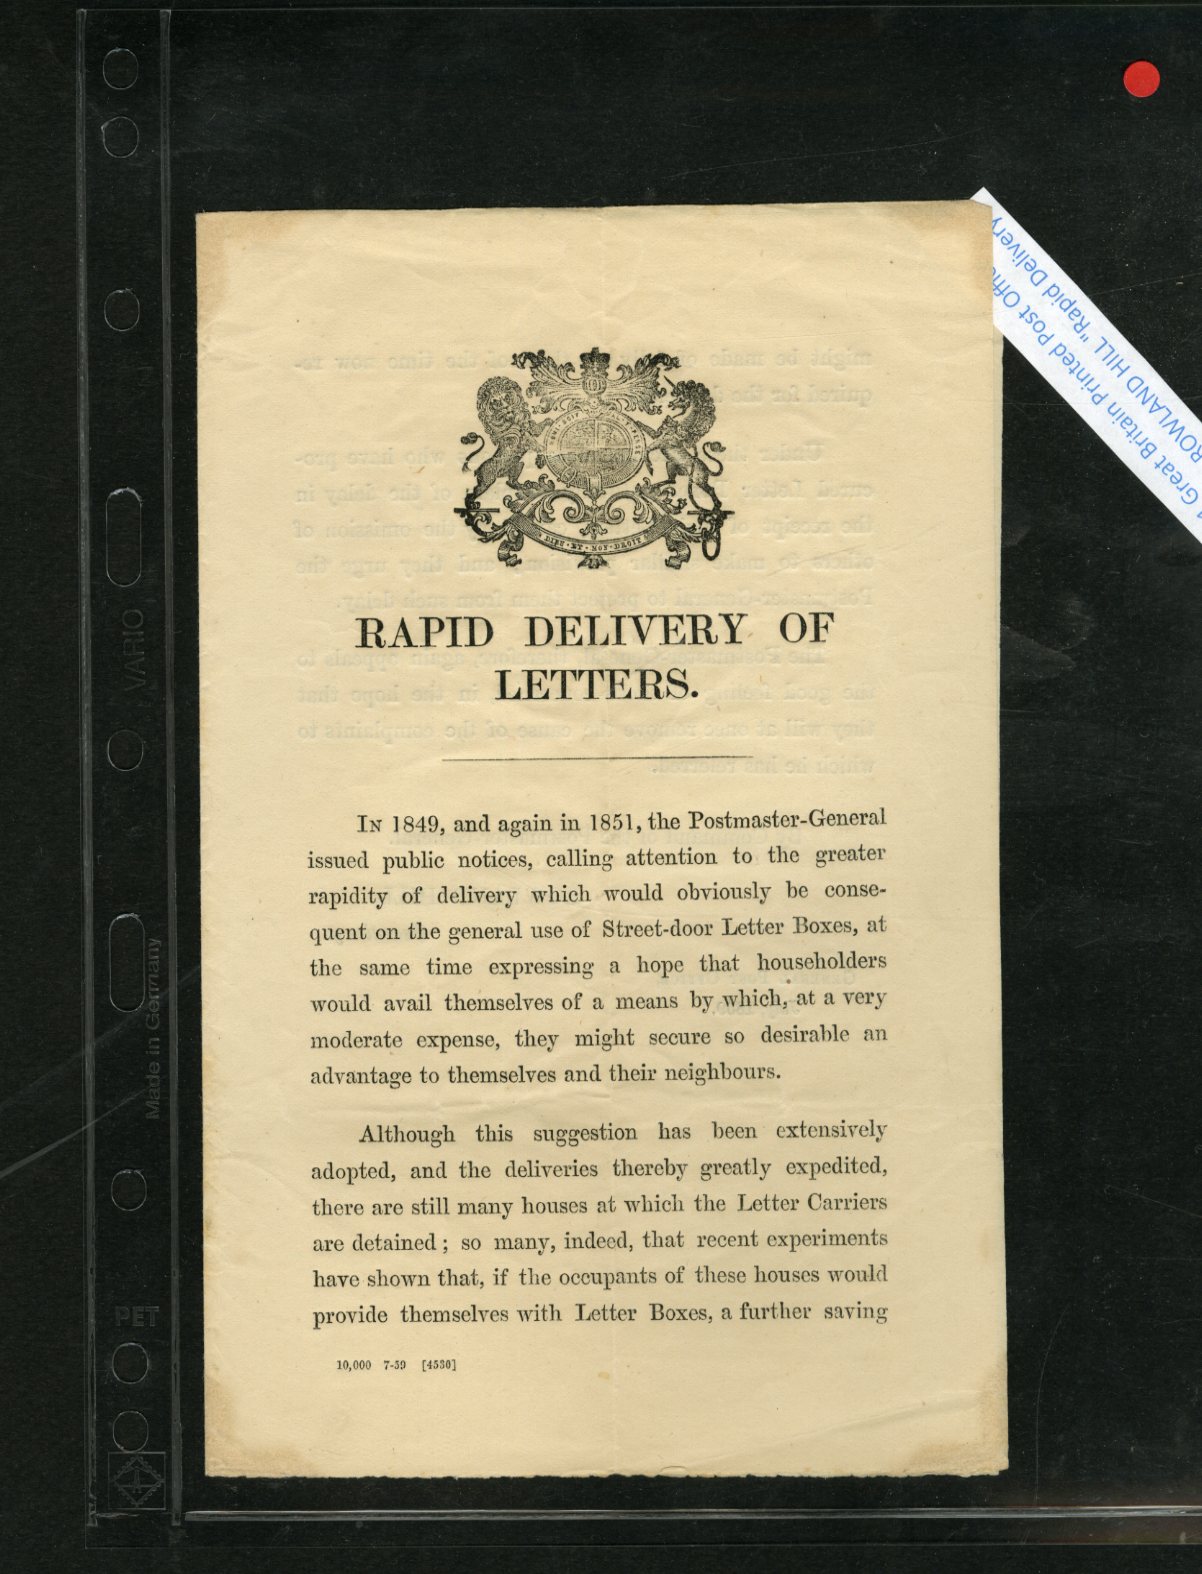 Great Britain Printed Post
ROWLAND HILL "Rapid Delivery
DIEU · ET · MON · DROIT
RAPID DELIVERY OF
LETTERS.
IN 1849, and again in 1851, the Postmaster-General
issued public notices, calling attention to the greater
rapidity of delivery which would obviously be conse-
quent on the general use of Street-door Letter Boxes, at
the same time expressing a hope that householders
would avail themselves of a means by which, at a very
moderate expense, they might secure so desirable an
advantage to themselves and their neighbours.
Although this suggestion has been extensively
adopted, and the deliveries thereby greatly expedited,
there are still many houses at which the Letter Carriers
are detained ; so many, indeed, that recent experiments
have shown that, if the occupants of these houses would
provide themselves with Letter Boxes, a further saving
10,000 7-59 [4530]
VARIO
Made in Germany
PET